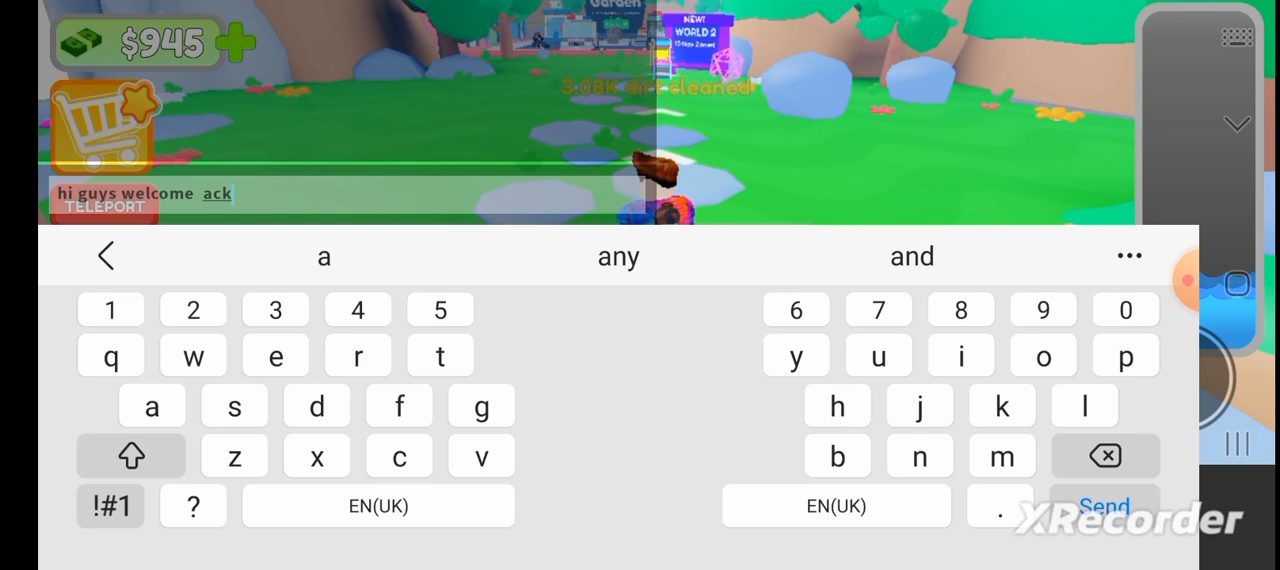 Garden
$945
NEW!
WORLD 2
3.08K dirt cleaned
hi guys welcome ack
TELEPORT
a any and
1 2 3 4 5 6 7 8 9 0
q w e r t y u i o p
a s d f g h j k l
z x c v b n m
!#1 ? EN(UK) EN(UK) . Send
XRecorder